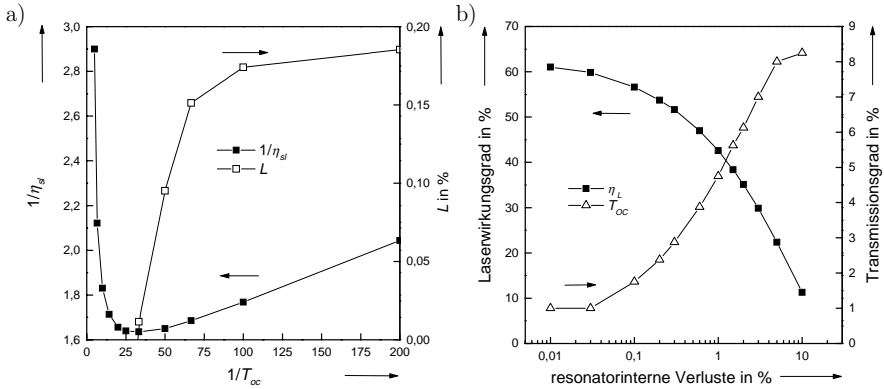 a)
3,0
2,8
2,6
2,4
2,2
2,0
1,8
1,6
1/η_sl
0,20
0,15
0,10
0,05
0,00
L in %
1/η_sl
L
0 25 50 75 100 125 150 175 200
1/T_oc
b)
70
60
50
40
30
20
10
0
Laserwirkungsgrad in %
9
8
7
6
5
4
3
2
1
0
Transmissionsgrad in %
η_L
T_OC
0,01 0,1 1 10
resonatorinterne Verluste in %